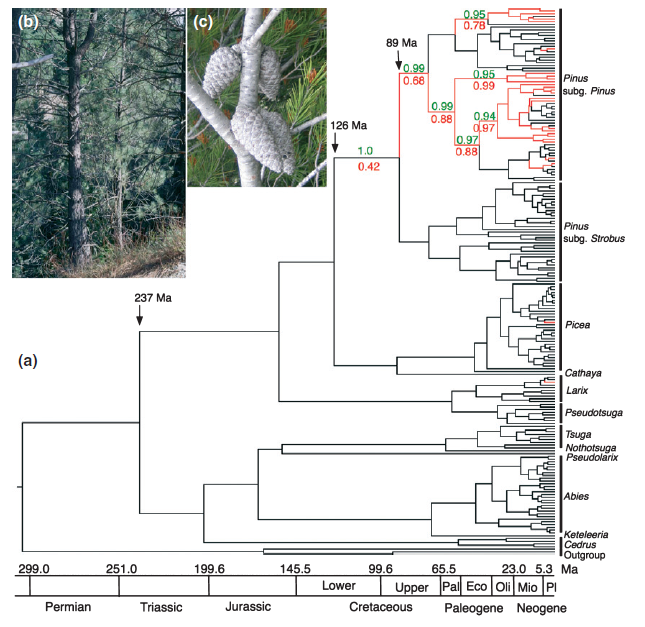 (b)
(c)
0.95
0.78
89 Ma
0.99
0.68
0.95
0.99
Pinus
subg. Pinus
0.99
0.88
0.94
0.97
126 Ma
0.97
0.88
1.0
0.42
Pinus
subg. Strobus
237 Ma
Picea
(a)
Cathaya
Larix
Pseudotsuga
Tsuga
Nothotsuga
Pseudolarix
Abies
Keteleeria
Cedrus
Outgroup
299.0 251.0 199.6 145.5 99.6 65.5 23.0 5.3 Ma
Lower Upper Pal Eco Oli Mio Pl
Permian Triassic Jurassic Cretaceous Paleogene Neogene